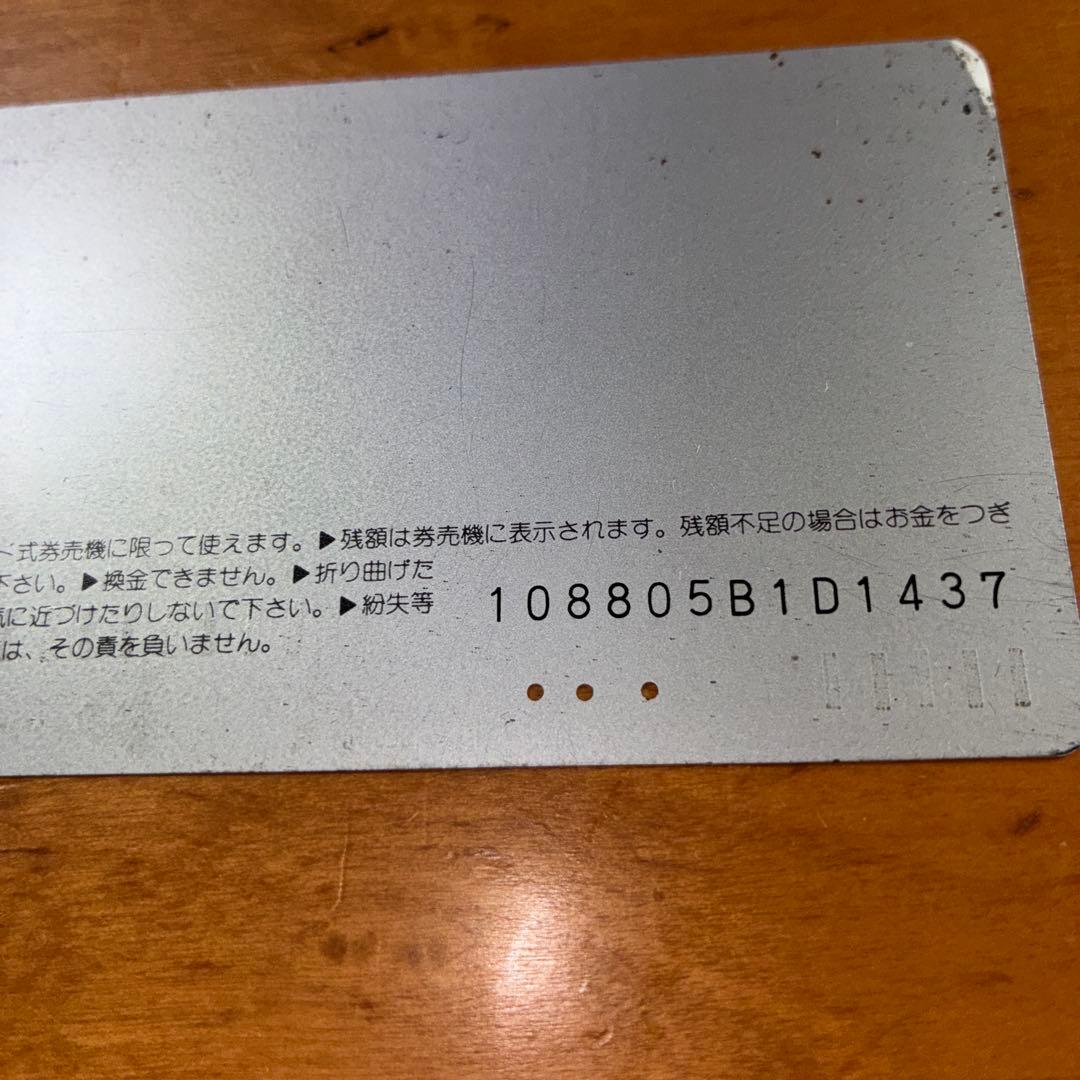 ド式券売機に限って使えます。▶残額は券売機に表示されます。残額不足の場合はお金をつぎ
下さい。▶換金できません。▶折り曲げた
気に近づけたりしないで下さい。▶紛失等
は、その責を負いません。
108805B1D1437